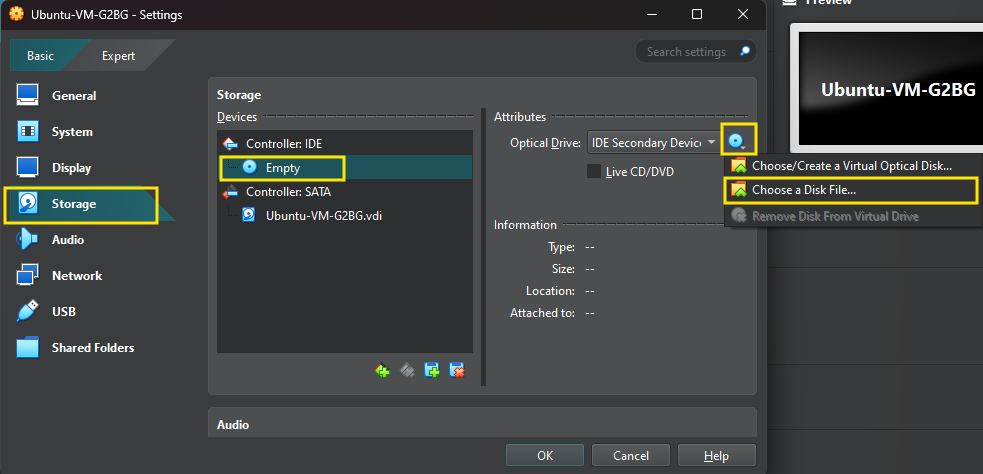 Ubuntu-VM-G2BG - Settings
Preview
Basic
Expert
Search settings
General
System
Display
Storage
Audio
Network
USB
Shared Folders
Storage
Devices
Controller: IDE
Empty
Controller: SATA
Ubuntu-VM-G2BG.vdi
Attributes
Optical Drive:
IDE Secondary Device
Live CD/DVD
Information
Type: --
Size: --
Location: --
Attached to: --
Choose/Create a Virtual Optical Disk...
Choose a Disk File...
Remove Disk From Virtual Drive
Ubuntu-VM-G2BG
Audio
OK
Cancel
Help